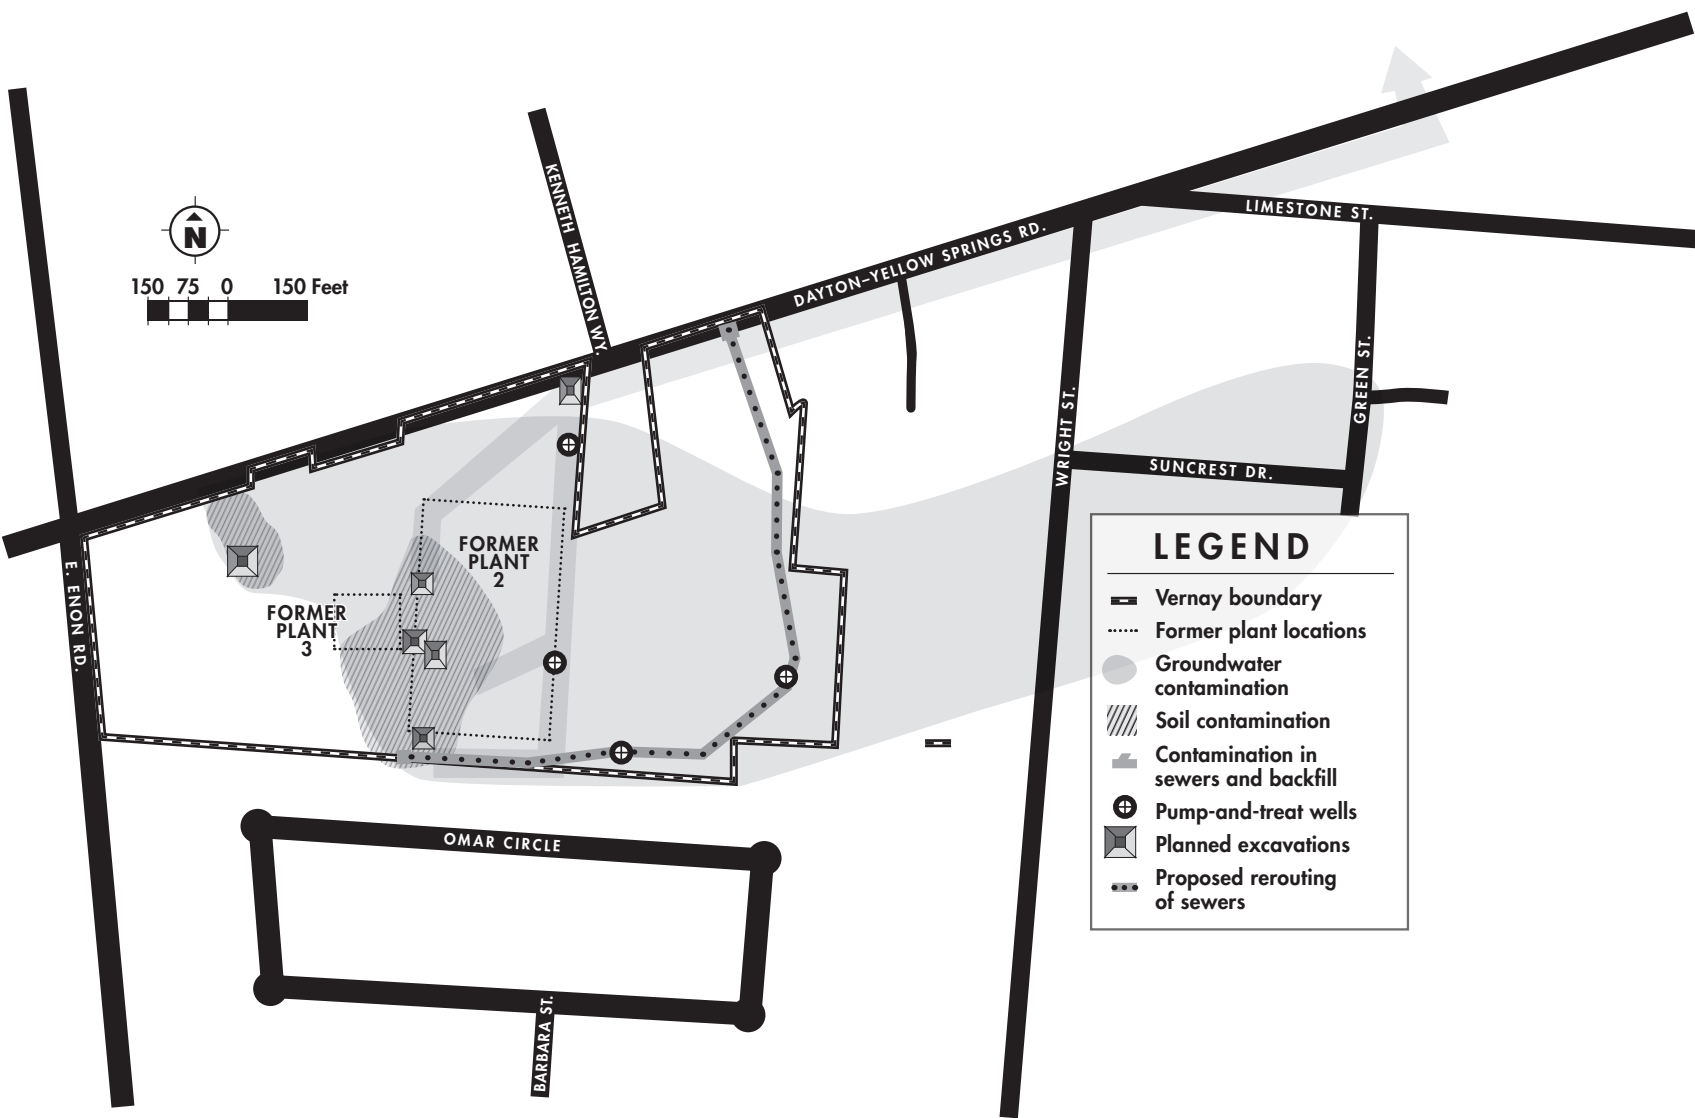 KENNETH HAMILTON WY.
N
150 75 0 150 Feet
DAYTON–YELLOW SPRINGS RD.
LIMESTONE ST.
GREEN ST.
WRIGHT ST.
SUNCREST DR.
E. ENON RD.
FORMER
PLANT
2
FORMER
PLANT
3
LEGEND
Vernay boundary
Former plant locations
Groundwater
contamination
Soil contamination
Contamination in
sewers and backfill
Pump-and-treat wells
Planned excavations
Proposed rerouting
of sewers
OMAR CIRCLE
BARBARA ST.